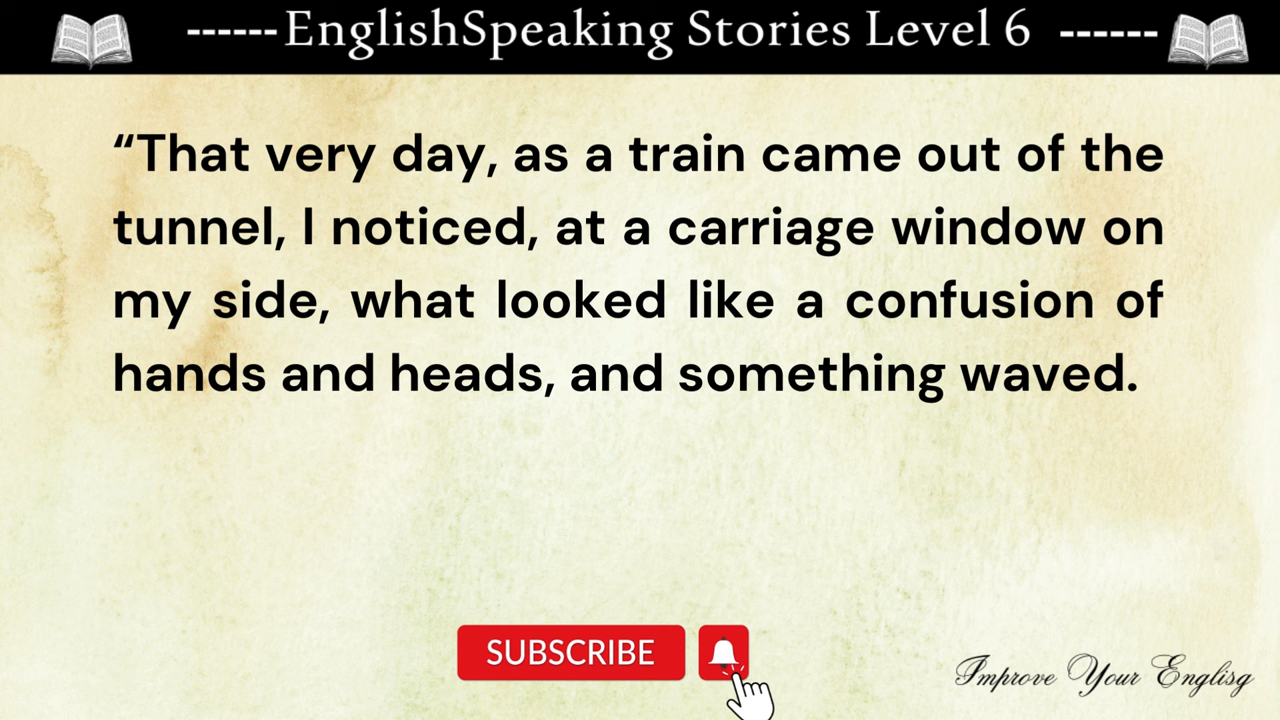 ------EnglishSpeaking Stories Level 6 ------
“That very day, as a train came out of the
tunnel, I noticed, at a carriage window on
my side, what looked like a confusion of
hands and heads, and something waved.
SUBSCRIBE
Improve Your Englisg